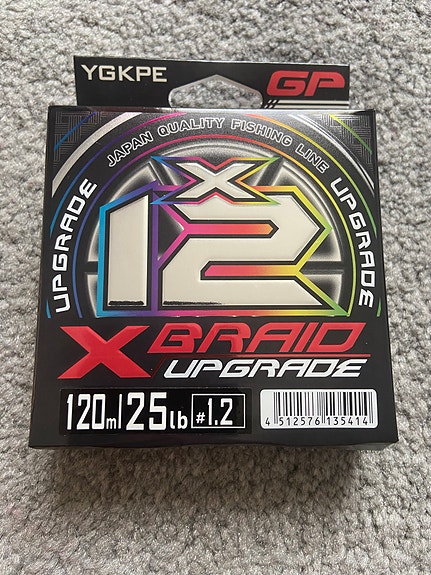 YGKPE
GP
JAPAN QUALITY FISHING LINE
UPGRADE
X
12
UPGRADE
X BRAID
UPGRADE
120m 25lb #1.2
4 512576 135414